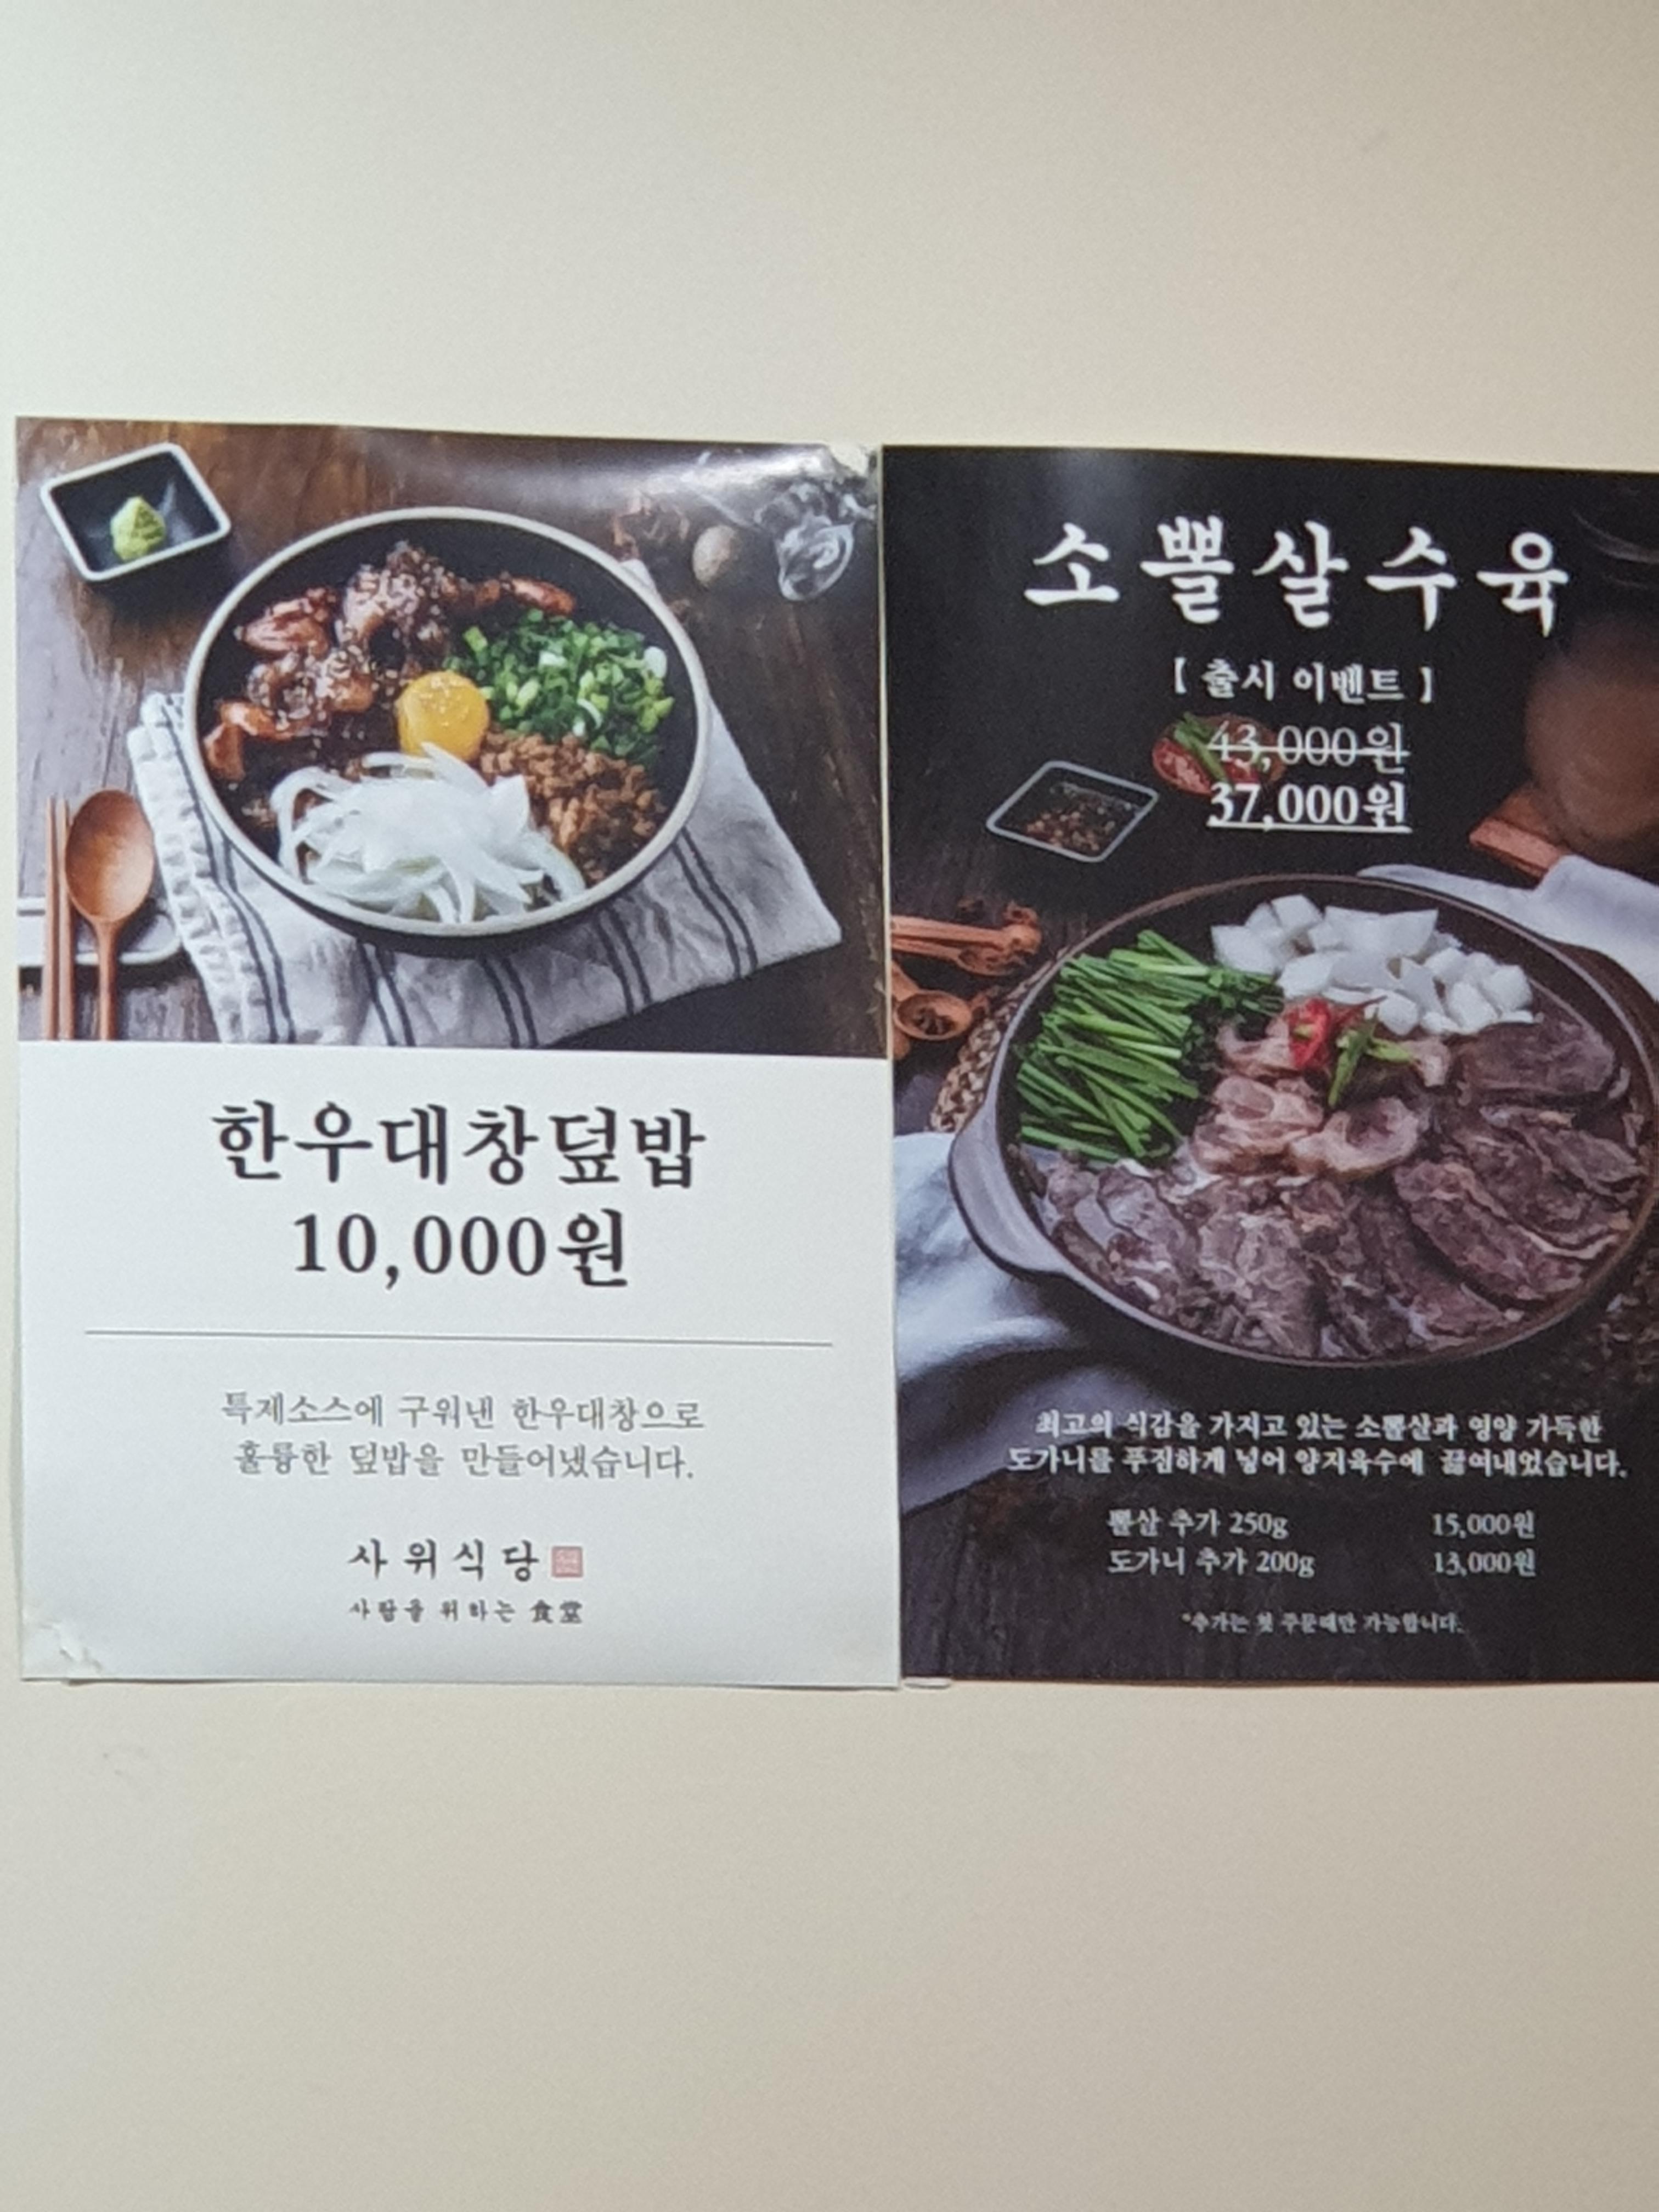 한우대창덮밥
10,000원
특제소스에 구워낸 한우대창으로
훌륭한 덮밥을 만들어냈습니다.
사위식당
사람을 위하는 食堂
소뽈살수육
[ 출시 이벤트 ]
43,000원
37,000원
최고의 식감을 가지고 있는 소뽈살과 영양 가득한
도가니를 푸짐하게 넣어 양지육수에 끓여내었습니다.
뽈살 추가 250g 15,000원
도가니 추가 200g 13,000원
*추가는 첫 주문때만 가능합니다.